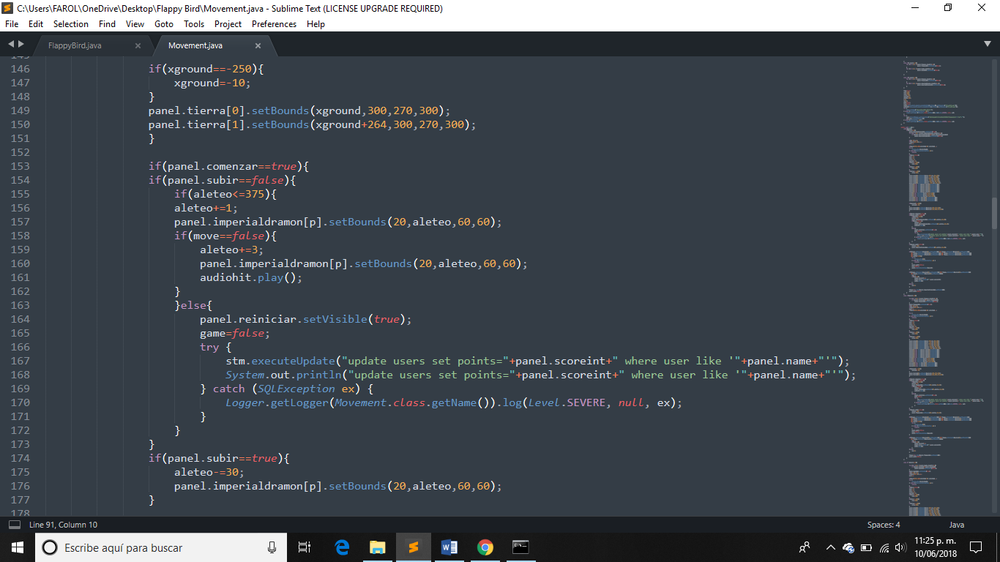 C:\Users\FAROL\OneDrive\Desktop\Flappy Bird\Movement.java - Sublime Text (LICENSE UPGRADE REQUIRED)
File Edit Selection Find View Goto Tools Project Preferences Help
FlappyBird.java × Movement.java ×
145
146 if(xground==-250){
147 xground=-10;
148 }
149 panel.tierra[0].setBounds(xground,300,270,300);
150 panel.tierra[1].setBounds(xground+264,300,270,300);
151 }
152
153 if(panel.comenzar==true){
154 if(panel.subir==false){
155 if(aleteo<=375){
156 aleteo+=1;
157 panel.imperialdramon[p].setBounds(20,aleteo,60,60);
158 if(move==false){
159 aleteo+=3;
160 panel.imperialdramon[p].setBounds(20,aleteo,60,60);
161 audiohit.play();
162 }
163 }else{
164 panel.reiniciar.setVisible(true);
165 game=false;
166 try {
167 stm.executeUpdate("update users set points="+panel.scoreint+" where user like '"+panel.name+"'");
168 System.out.println("update users set points="+panel.scoreint+" where user like '"+panel.name+"'");
169 } catch (SQLException ex) {
170 Logger.getLogger(Movement.class.getName()).log(Level.SEVERE, null, ex);
171 }
172 }
173 }
174 if(panel.subir==true){
175 aleteo-=30;
176 panel.imperialdramon[p].setBounds(20,aleteo,60,60);
177 }
178
Line 91, Column 10 Spaces: 4 Java
Escribe aquí para buscar
11:25 p. m.
10/06/2018